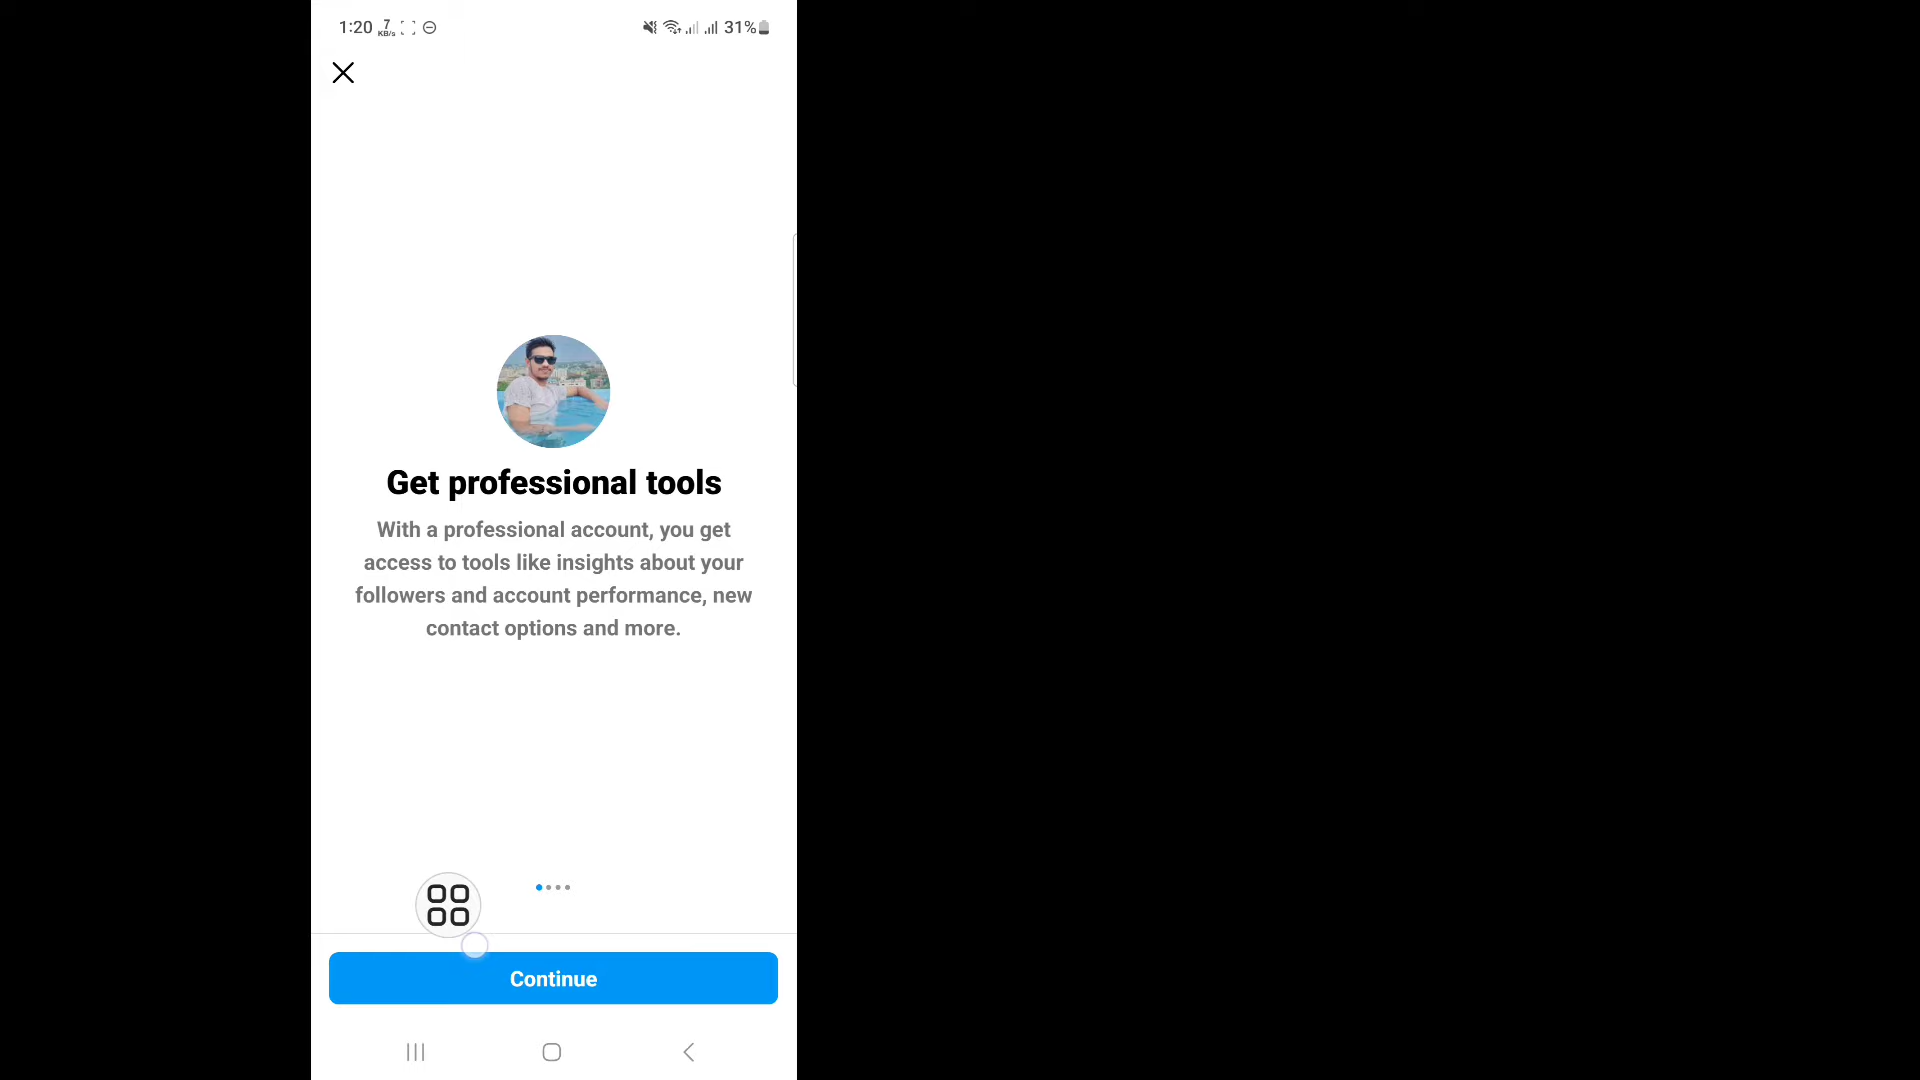 1:20 7 KB/s 31%
Get professional tools
With a professional account, you get
access to tools like insights about your
followers and account performance, new
contact options and more.
Continue